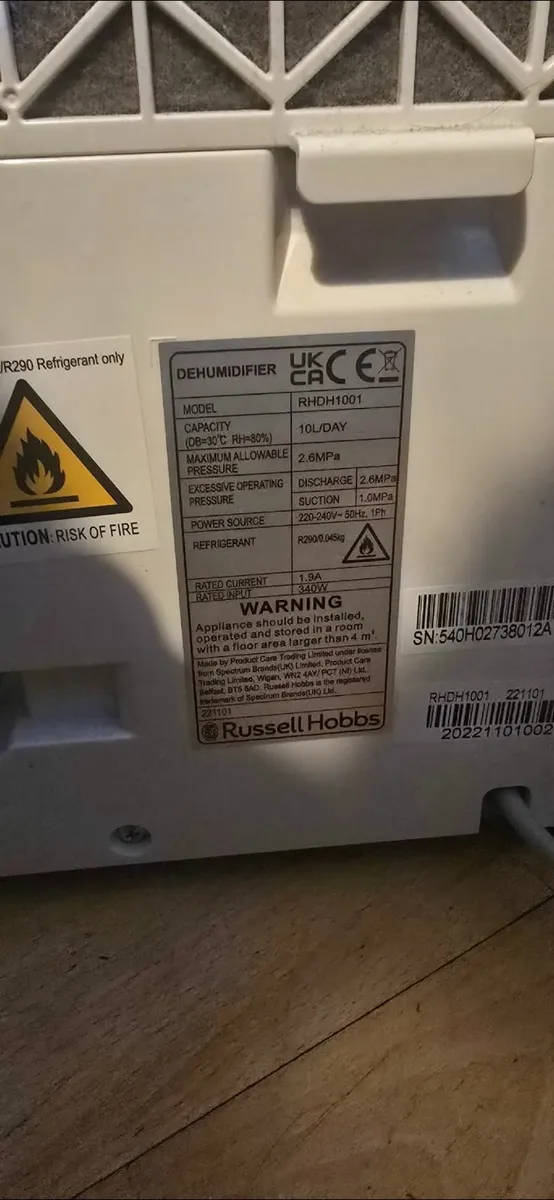 /R290 Refrigerant only
UTION: RISK OF FIRE
DEHUMIDIFIER UK CA CE
MODEL RHDH1001
CAPACITY (DB=30℃ RH=80%) 10L/DAY
MAXIMUM ALLOWABLE PRESSURE 2.6MPa
EXCESSIVE OPERATING PRESSURE DISCHARGE 2.6MPa
SUCTION 1.0MPa
POWER SOURCE 220-240V~ 50Hz, 1Ph
REFRIGERANT R290/0.045kg
RATED CURRENT 1.9A
RATED INPUT 340W
WARNING
Appliance should be installed,
operated and stored in a room
with a floor area larger than 4 m².
Made by Product Care Trading Limited under license
from Spectrum Brands(UK) Limited. Product Care
Trading Limited, Wigan, WN2 4AY/ PCT (NI) Ltd,
Belfast, BT5 6AD. Russell Hobbs is the registered
trademark of Spectrum Brands(UK) Ltd.
221101
Russell Hobbs
SN:540H02738012A
RHDH1001 221101
20221101002